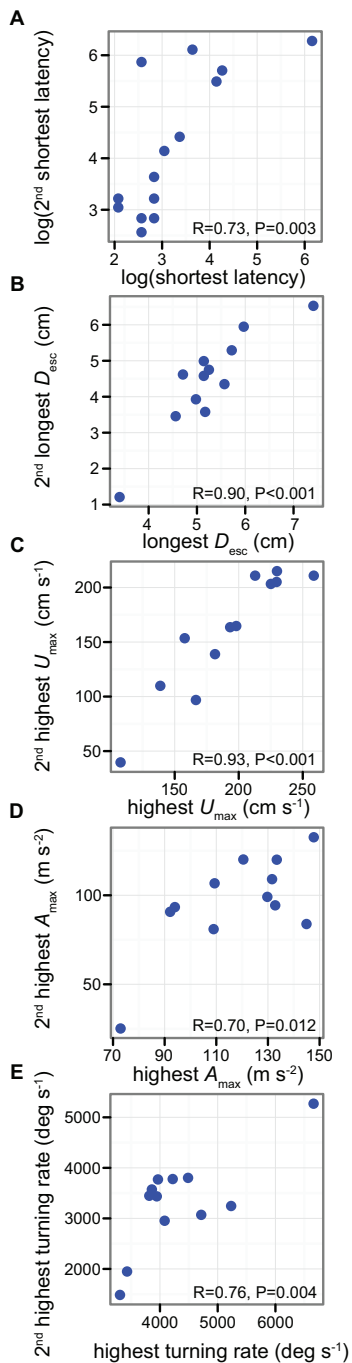 A
log(2nd shortest latency)
6
5
4
3
R=0.73, P=0.003
2 3 4 5 6
log(shortest latency)
B
2nd longest Desc (cm)
6
5
4
3
2
1
R=0.90, P<0.001
4 5 6 7
longest Desc (cm)
C
2nd highest Umax (cm s-1)
200
150
100
50
R=0.93, P<0.001
150 200 250
highest Umax (cm s-1)
D
2nd highest Amax (m s-2)
100
50
R=0.70, P=0.012
70 90 110 130 150
highest Amax (m s-2)
E
2nd highest turning rate (deg s-1)
5000
4000
3000
2000
R=0.76, P=0.004
4000 5000 6000
highest turning rate (deg s-1)